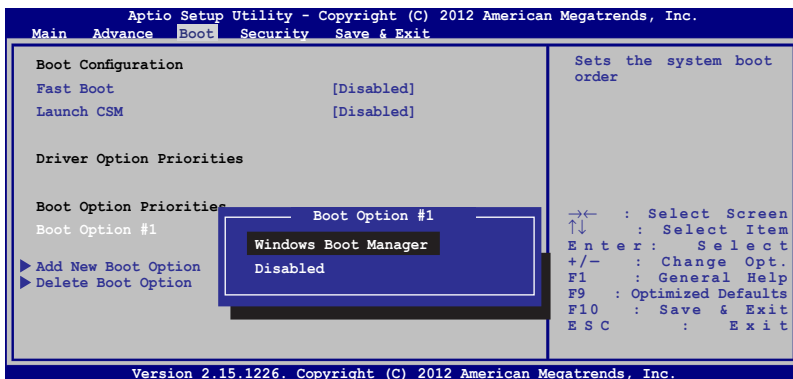 Aptio Setup Utility - Copyright (C) 2012 American Megatrends, Inc.
Main Advance Boot Security Save & Exit
Boot Configuration
Fast Boot [Disabled]
Launch CSM [Disabled]
Driver Option Priorities
Boot Option Priorities
Boot Option #1
Add New Boot Option
Delete Boot Option
Boot Option #1
Windows Boot Manager
Disabled
Sets the system boot
order
→← : Select Screen
↑↓ : Select Item
Enter: Select
+/— : Change Opt.
F1 : General Help
F9 : Optimized Defaults
F10 : Save & Exit
ESC : Exit
Version 2.15.1226. Copyright (C) 2012 American Megatrends, Inc.